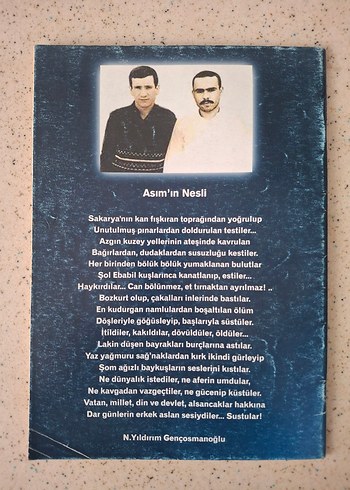 Asım'ın Nesli
Sakarya'nın kan fışkıran toprağından yoğrulup
Unutulmuş pınarlardan doldurulan testiler...
Azgın kuzey yellerinin ateşinde kavrulan
Bağırlardan, dudaklardan susuzluğu kestiler.
Her birinden bölük bölük yumaklanan bulutlar
Şol Ebabil kuşlarınca kanatlanıp, estiler...
Haykırdılar... Can bölünmez, et tırnaktan ayrılmaz! ..
Bozkurt olup, çakalları inlerinde bastılar.
En kudurgan namlulardan boşaltılan ölüm
Döşleriyle göğüsleyip, başlarıyla süstüler.
İtildiler, kakıldılar, dövüldüler, öldüler...
Lakin düşen bayrakları burçlarına astılar.
Yaz yağmuru sağ'naklardan kırk ikindi gürleyip
Şom ağızlı baykuşların seslerini kıstılar.
Ne dünyalık istediler, ne aferin umdular,
Ne kavgadan vazgeçtiler, ne gücenip küstüler.
Vatan, millet, din ve devlet, alsancaklar hakkına
Dar günlerin erkek aslan sesiydiler... Sustular!
N.Yıldırım Gençosmanoğlu